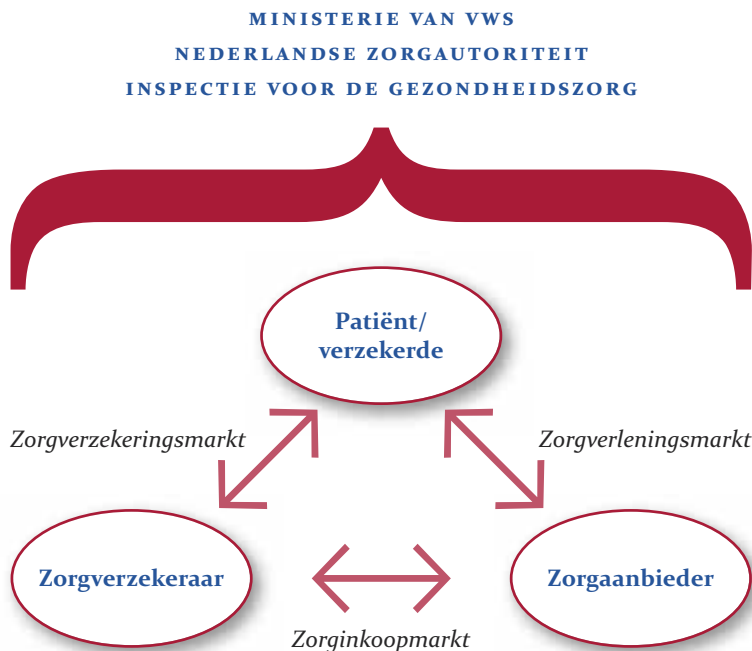 MINISTERIE VAN VWS
NEDERLANDSE ZORGAUTORITEIT
INSPECTIE VOOR DE GEZONDHEIDSZORG
Patiënt/
verzekerde
Zorgverzekeringsmarkt
Zorgverleningsmarkt
Zorgverzekeraar
Zorgaanbieder
Zorginkoopmarkt